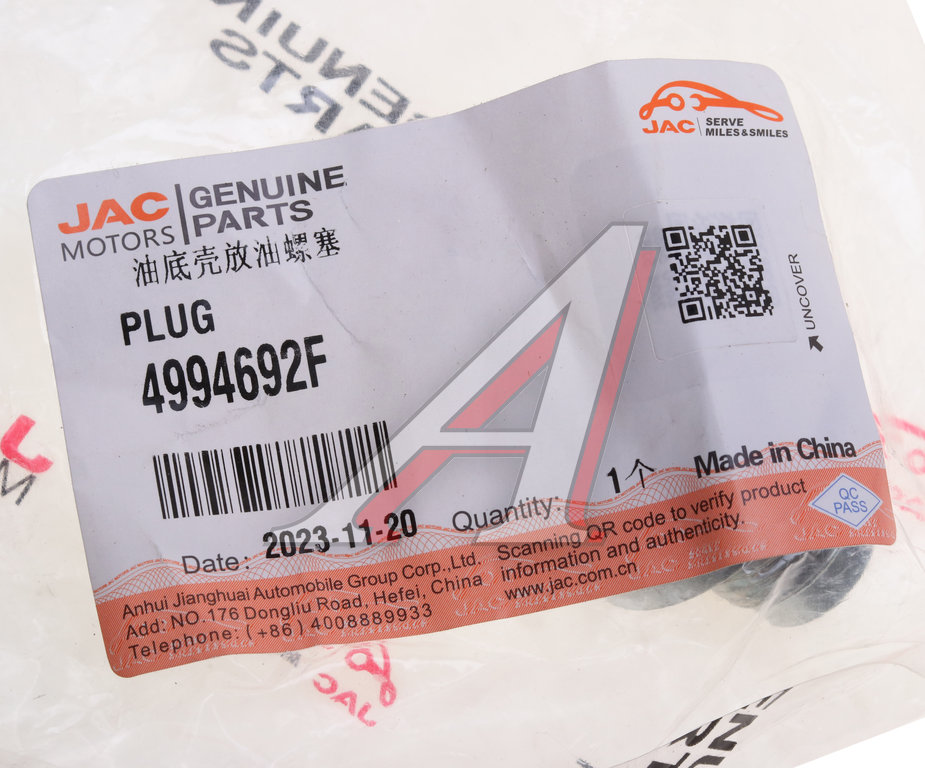 GENUINE
PARTS
JAC
SERVE
MILES & SMILES
JAC
MOTORS
GENUINE
PARTS
油底壳放油螺塞
PLUG
4994692F
UNCOVER
Date: 2023-11-20
Quantity: 1个
Made in China
QC
PASS
Anhui Jianghuai Automobile Group Corp.,Ltd.
Add: NO.176 Dongliu Road, Hefei, China
Telephone: (+86) 4008889933
Scanning QR code to verify product
information and authenticity.
www.jac.com.cn
JAC